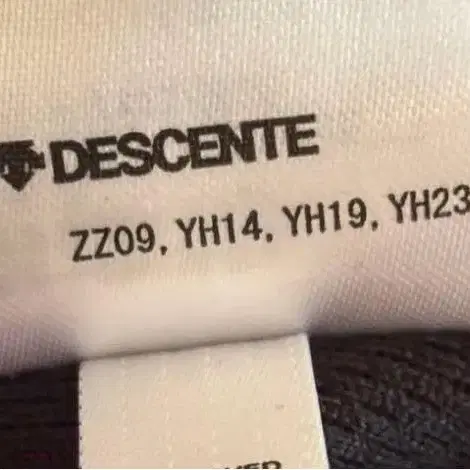 DESCENTE
ZZ09, YH14, YH19, YH23